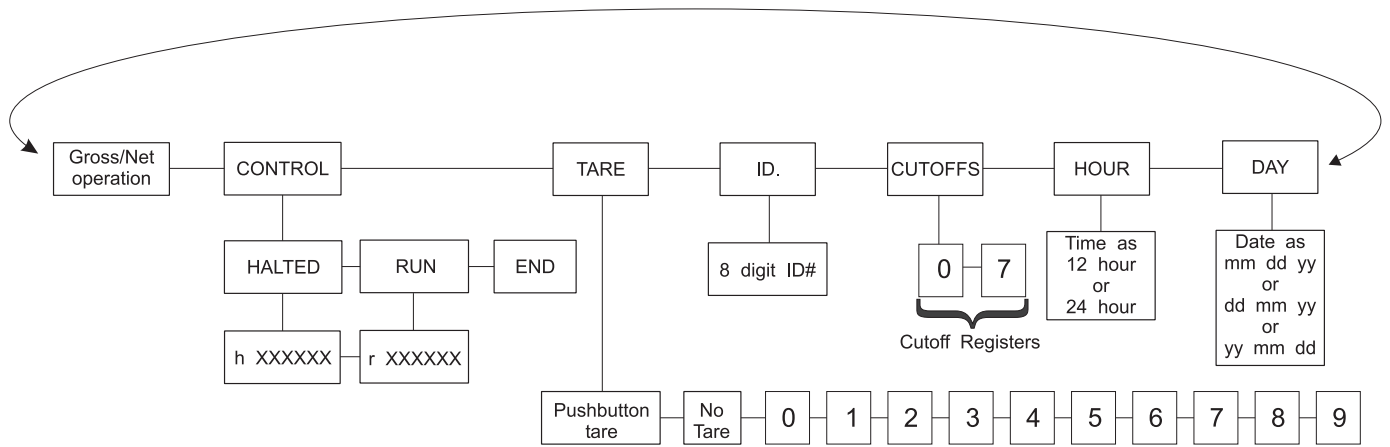 Gross/Net
operation
CONTROL
TARE
ID.
CUTOFFS
HOUR
DAY
HALTED
RUN
END
8 digit ID#
0
7
Cutoff Registers
Time as
12 hour
or
24 hour
Date as
mm dd yy
or
dd mm yy
or
yy mm dd
h XXXXXX
r XXXXXX
Pushbutton
tare
No
Tare
0
1
2
3
4
5
6
7
8
9